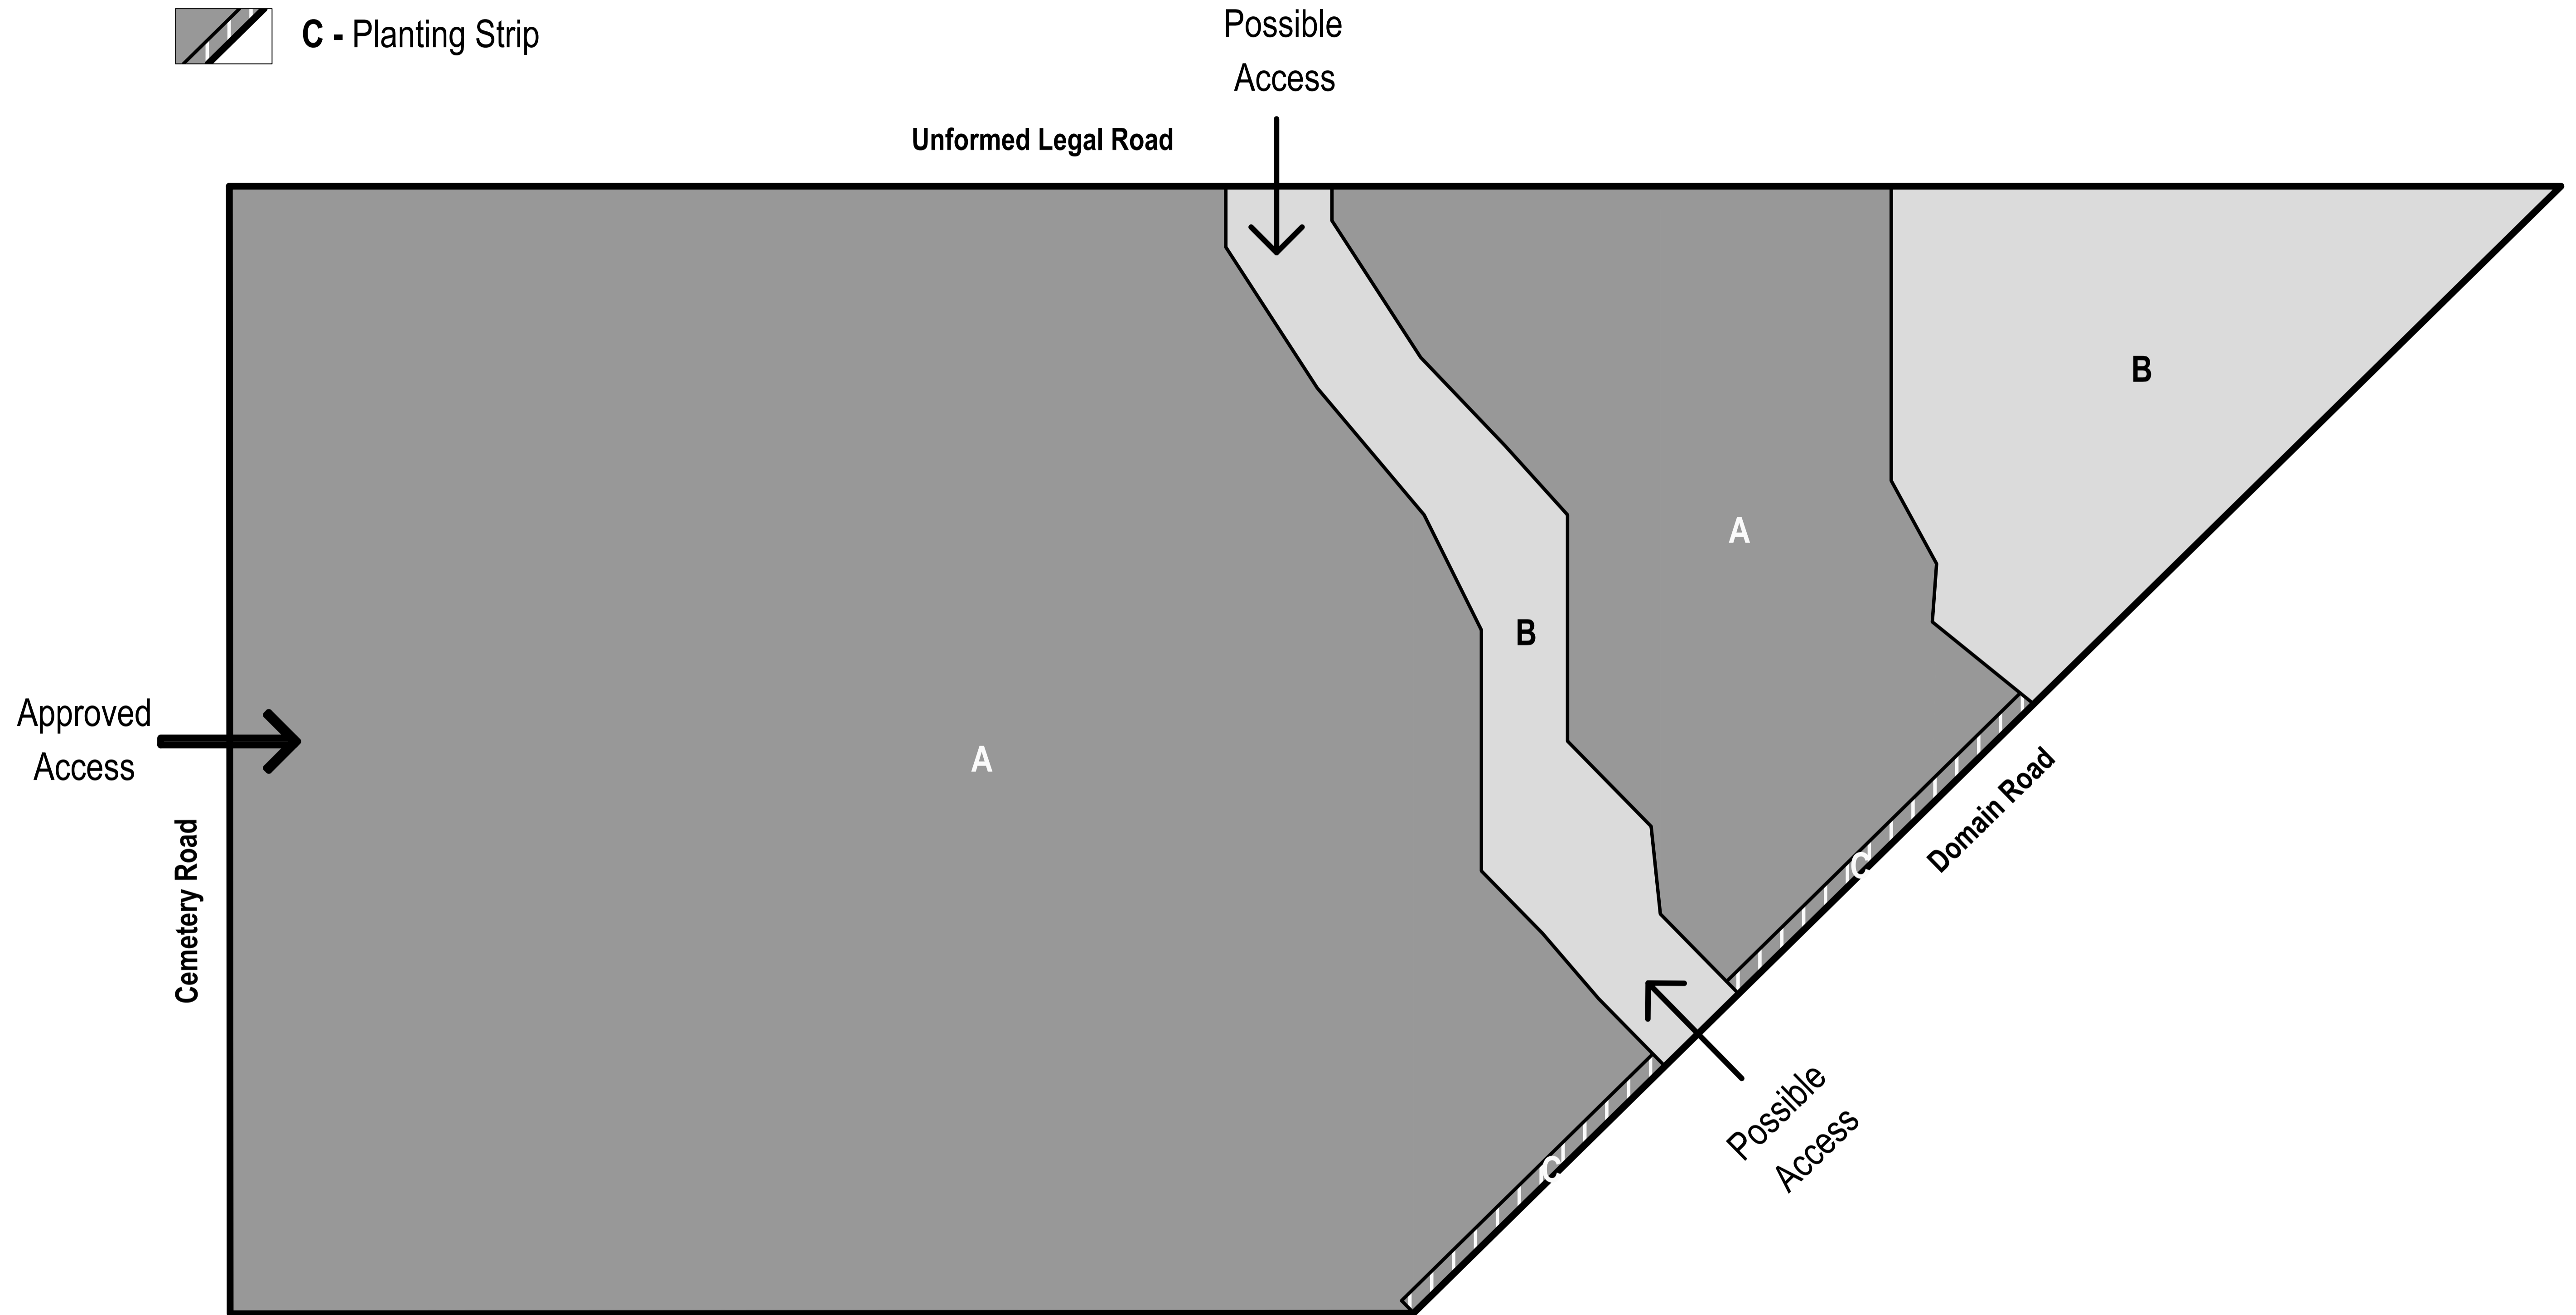 C - Planting Strip
Possible
Access
Unformed Legal Road
B
A
B
A
Approved
Access
Cemetery Road
C
Domain Road
Possible
Access
C